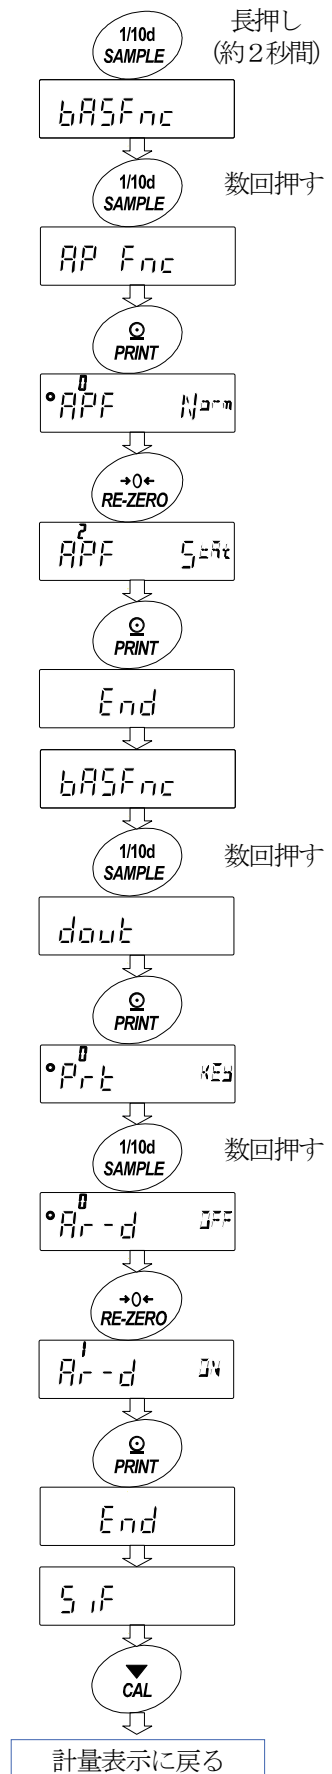 長押し
(約2秒間)
1/10d
SAMPLE
bASFnc
1/10d
SAMPLE
数回押す
AP Fnc
PRINT
0
APF Norm
→0←
RE-ZERO
2
APF StAt
PRINT
End
bASFnc
1/10d
SAMPLE
数回押す
dout
PRINT
0
Prt KEY
1/10d
SAMPLE
数回押す
0
Ar-d OFF
→0←
RE-ZERO
1
Ar-d ON
PRINT
End
S iF
CAL
計量表示に戻る